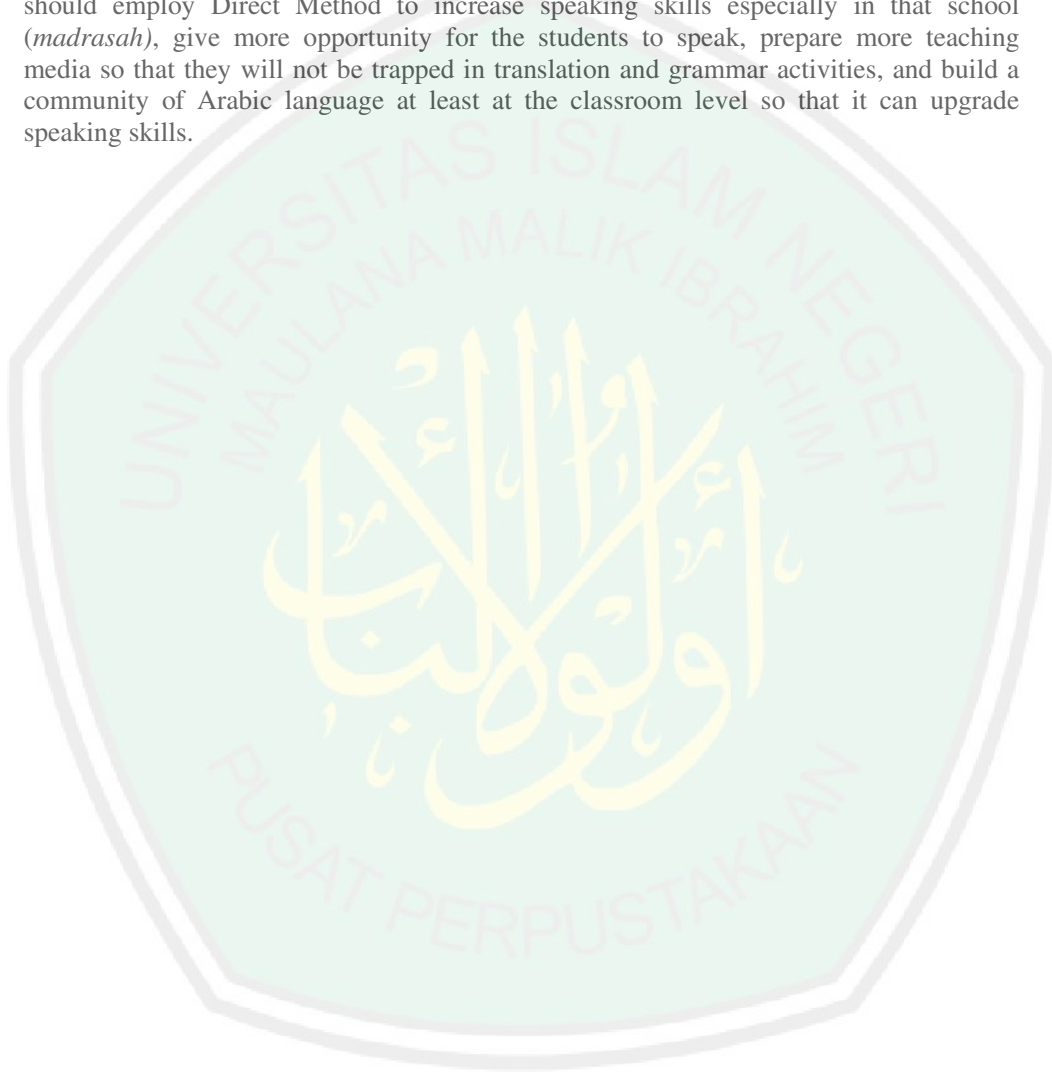 should employ Direct Method to increase speaking skills especially in that school
(madrasah), give more opportunity for the students to speak, prepare more teaching
media so that they will not be trapped in translation and grammar activities, and build a
community of Arabic language at least at the classroom level so that it can upgrade
speaking skills.
UNIVERSITAS ISLAM NEGERI
MAULANA MALIK IBRAHIM
أولوا الألباب
PUSAT PERPUSTAKAAN